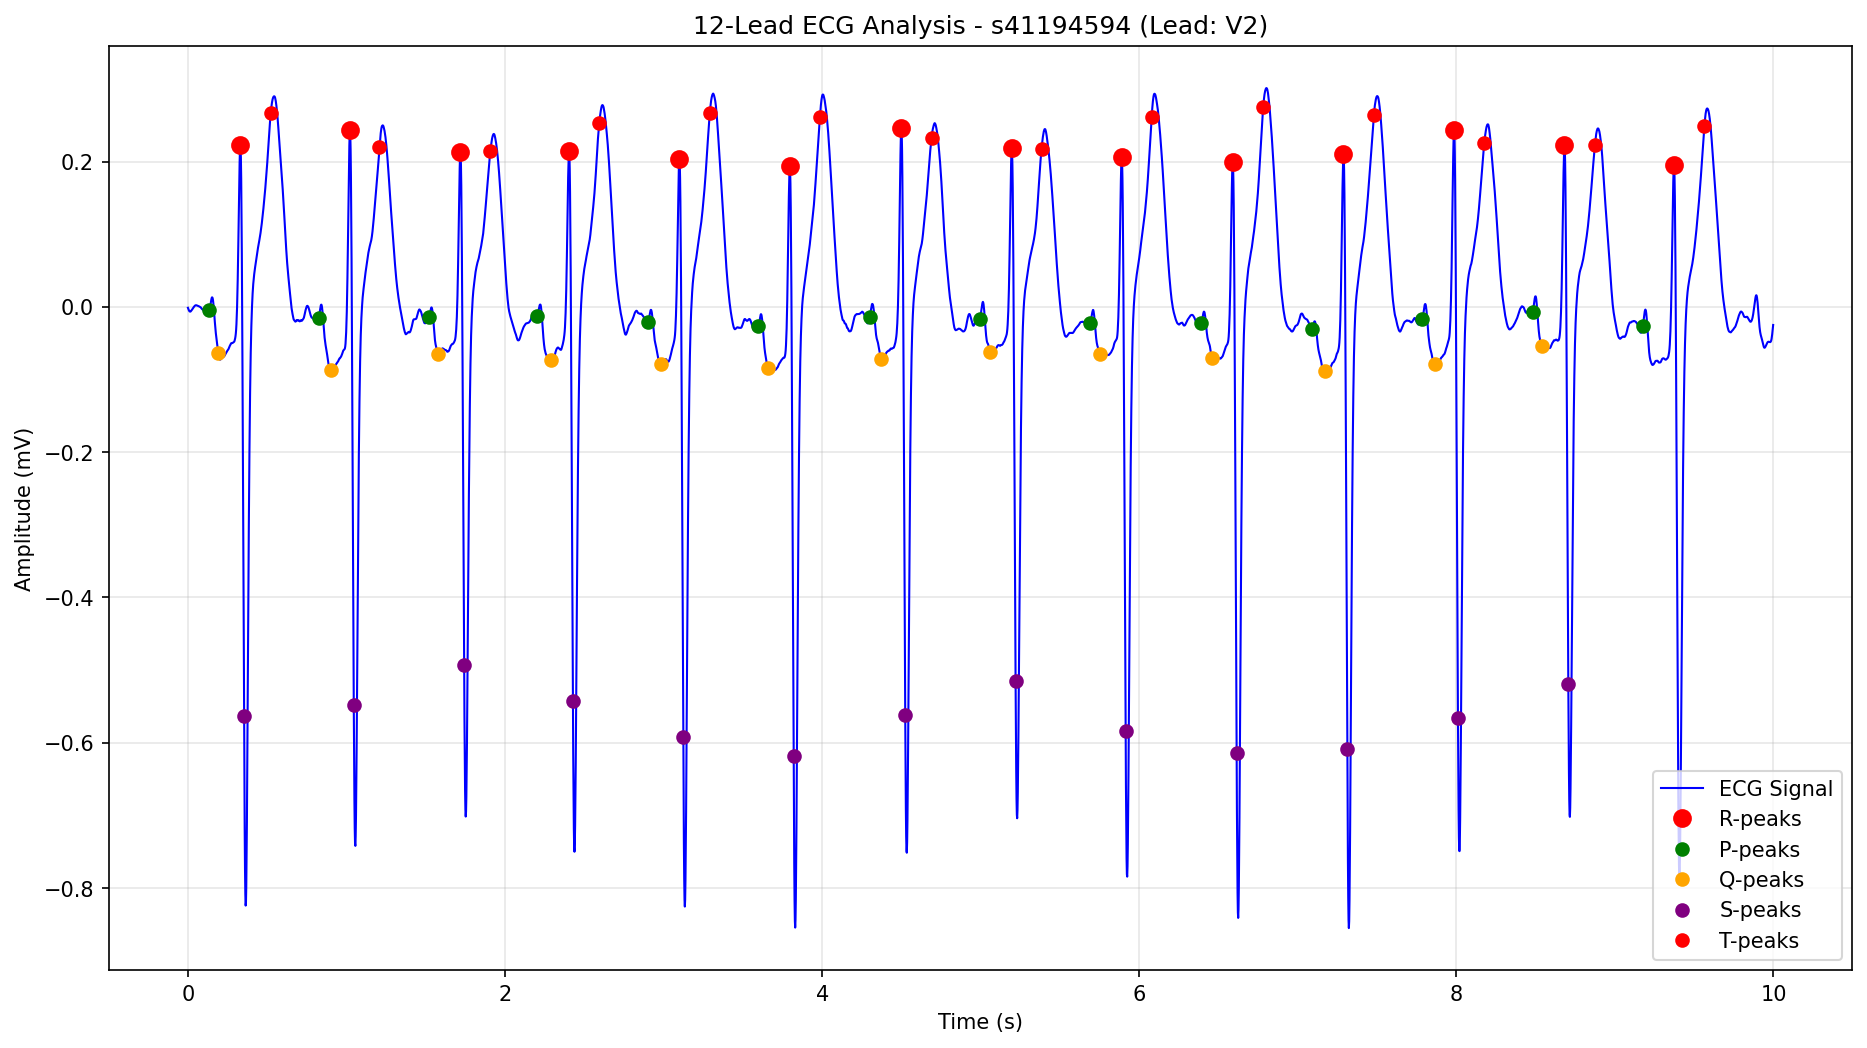 12-Lead ECG Analysis - s41194594 (Lead: V2)
Amplitude (mV)
0.2
0.0
−0.2
−0.4
−0.6
−0.8
ECG Signal
R-peaks
P-peaks
Q-peaks
S-peaks
T-peaks
0 2 4 6 8 10
Time (s)